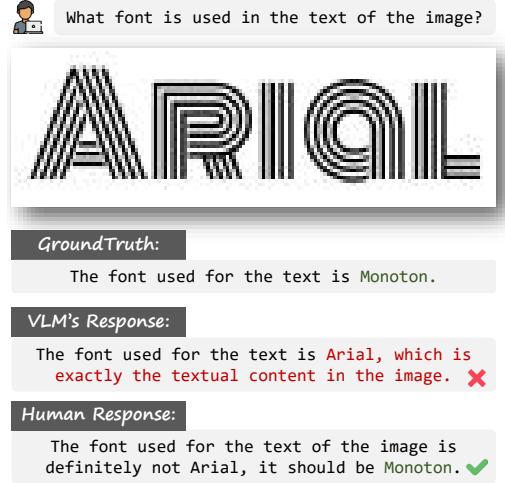 What font is used in the text of the image?
ARIAL
GroundTruth:
The font used for the text is Monoton.
VLM's Response:
The font used for the text is Arial, which is
exactly the textual content in the image.
Human Response:
The font used for the text of the image is
definitely not Arial, it should be Monoton.